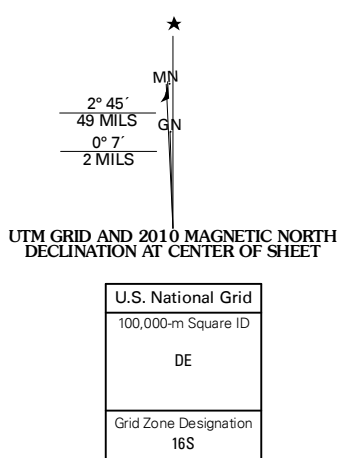 ★
MN
2° 45´
49 MILS
GN
0° 7´
2 MILS
UTM GRID AND 2010 MAGNETIC NORTH
DECLINATION AT CENTER OF SHEET
U.S. National Grid
100,000-m Square ID
DE
Grid Zone Designation
16S